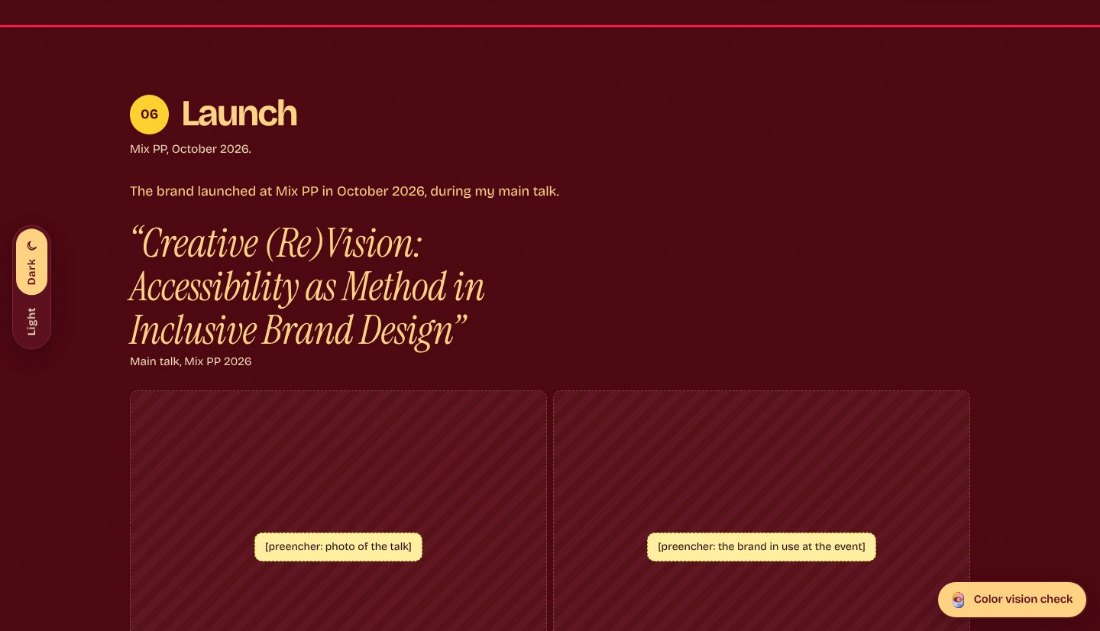 06 Launch
Mix PP, October 2026.
The brand launched at Mix PP in October 2026, during my main talk.
“Creative (Re)Vision:
Accessibility as Method in
Inclusive Brand Design”
Main talk, Mix PP 2026
Dark
Light
[preencher: photo of the talk]
[preencher: the brand in use at the event]
Color vision check